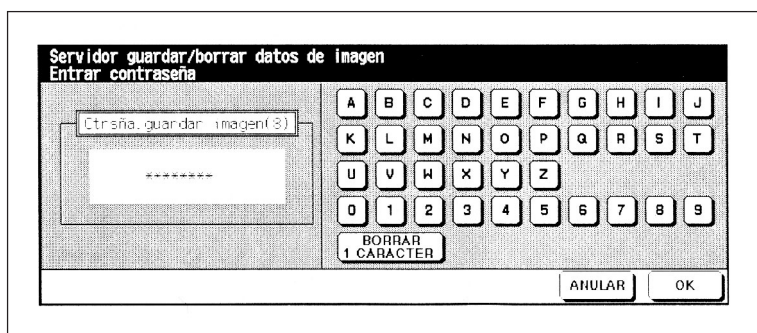 Servidor guardar/borrar datos de imagen
Entrar contraseña
Ctrsña.guardar imagen(8)
********
A B C D E F G H I J
K L M N O P Q R S T
U V W X Y Z
0 1 2 3 4 5 6 7 8 9
BORRAR
1 CARACTER
ANULAR OK